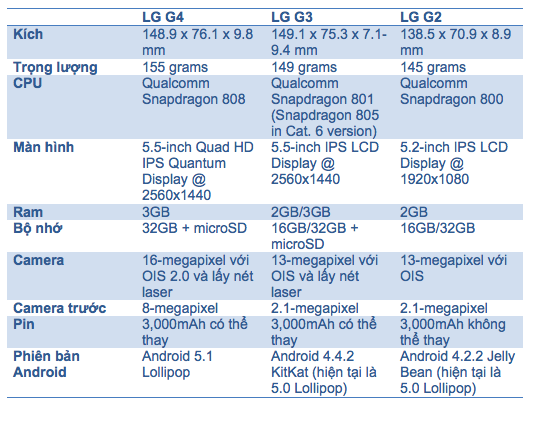 LG G4 LG G3 LG G2
Kích 148.9 x 76.1 x 9.8 149.1 x 75.3 x 7.1- 138.5 x 70.9 x 8.9
mm 9.4 mm mm
Trọng lượng 155 grams 149 grams 145 grams
CPU Qualcomm Qualcomm Qualcomm
Snapdragon 808 Snapdragon 801 Snapdragon 800
(Snapdragon 805
in Cat. 6 version)
Màn hình 5.5-inch Quad HD 5.5-inch IPS LCD 5.2-inch IPS LCD
IPS Quantum Display @ Display @
Display @ 2560x1440 1920x1080
2560x1440
Ram 3GB 2GB/3GB 2GB
Bộ nhớ 32GB + microSD 16GB/32GB + 16GB/32GB
microSD
Camera 16-megapixel với 13-megapixel với 13-megapixel với
OIS 2.0 và lấy nét OIS và lấy nét OIS
laser laser
Camera trước 8-megapixel 2.1-megapixel 2.1-megapixel
Pin 3,000mAh có thể 3,000mAh có thể 3,000mAh không
thay thay thể thay
Phiên bản Android 5.1 Android 4.4.2 Android 4.2.2 Jelly
Android Lollipop KitKat (hiện tại là Bean (hiện tại là
5.0 Lollipop) 5.0 Lollipop)